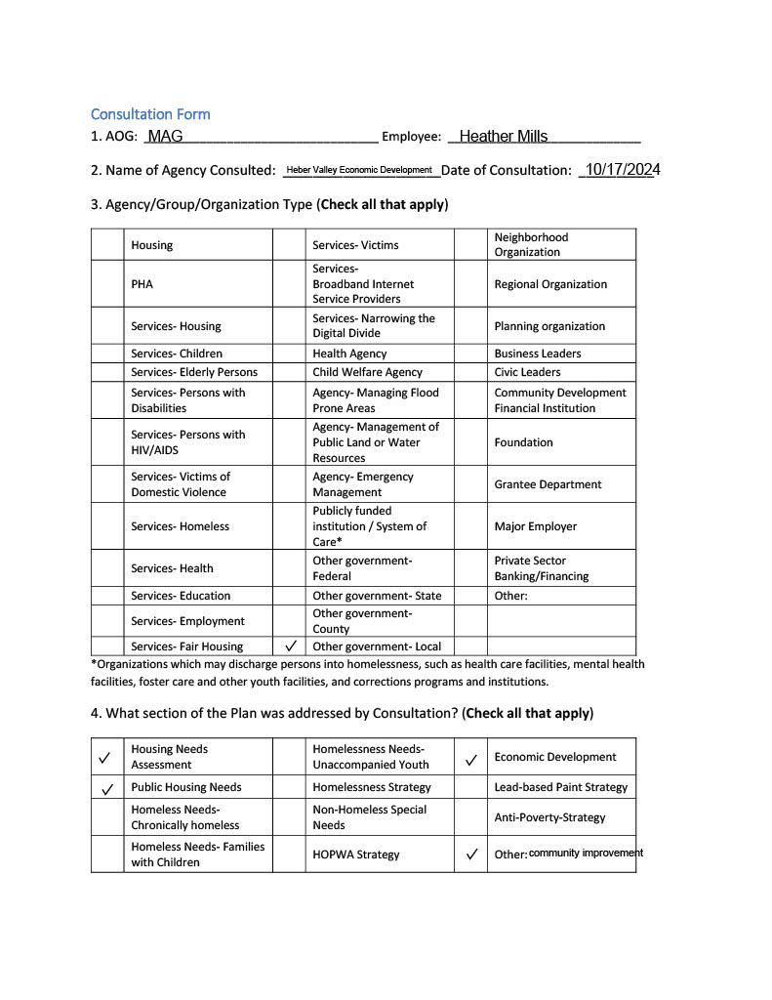 Consultation Form
1. AOG: MAG Employee: Heather Mills
2. Name of Agency Consulted: Heber Valley Economic Development Date of Consultation: 10/17/2024
3. Agency/Group/Organization Type (Check all that apply)
Housing Services- Victims Neighborhood
Organization
PHA Services-
Broadband Internet
Service Providers Regional Organization
Services- Housing Services- Narrowing the
Digital Divide Planning organization
Services- Children Health Agency Business Leaders
Services- Elderly Persons Child Welfare Agency Civic Leaders
Services- Persons with
Disabilities Agency- Managing Flood
Prone Areas Community Development
Financial Institution
Services- Persons with
HIV/AIDS Agency- Management of
Public Land or Water
Resources Foundation
Services- Victims of
Domestic Violence Agency- Emergency
Management Grantee Department
Services- Homeless Publicly funded
institution / System of
Care* Major Employer
Services- Health Other government-
Federal Private Sector
Banking/Financing
Services- Education Other government- State Other:
Services- Employment Other government-
County
Services- Fair Housing ✓ Other government- Local
*Organizations which may discharge persons into homelessness, such as health care facilities, mental health
facilities, foster care and other youth facilities, and corrections programs and institutions.
4. What section of the Plan was addressed by Consultation? (Check all that apply)
✓ Housing Needs
Assessment Homelessness Needs-
Unaccompanied Youth ✓ Economic Development
✓ Public Housing Needs Homelessness Strategy Lead-based Paint Strategy
Homeless Needs-
Chronically homeless Non-Homeless Special
Needs Anti-Poverty-Strategy
Homeless Needs- Families
with Children HOPWA Strategy ✓ Other: community improvement